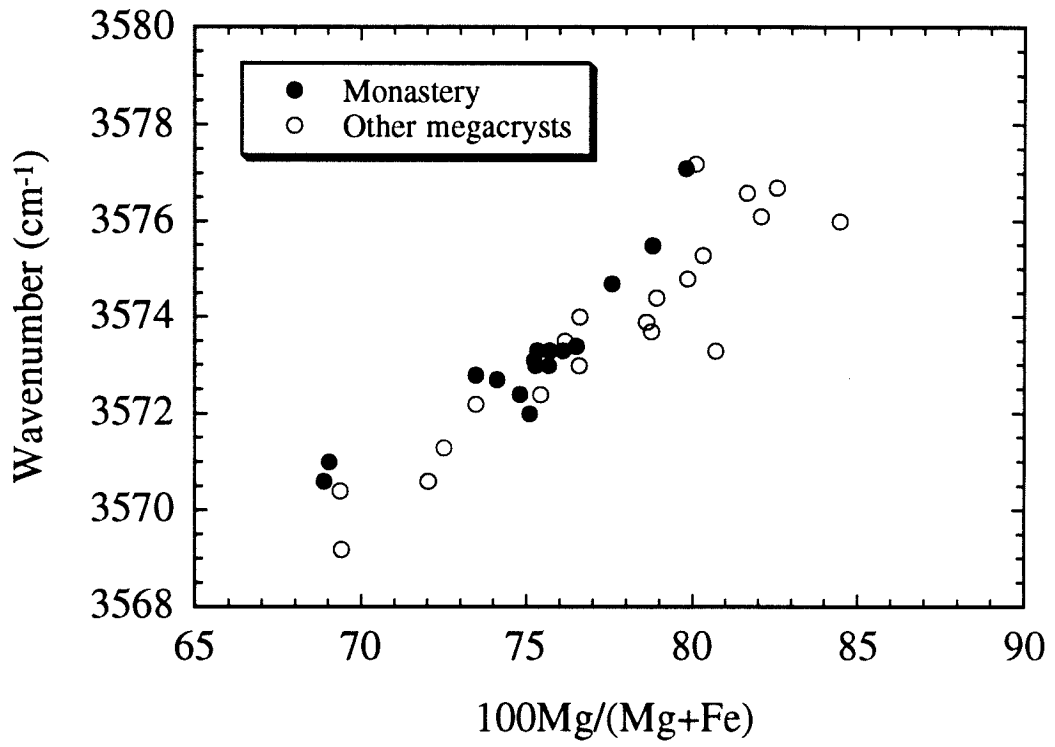 3580
3578
3576
3574
3572
3570
3568
Wavenumber (cm-1)
Monastery
Other megacrysts
65 70 75 80 85 90
100Mg/(Mg+Fe)